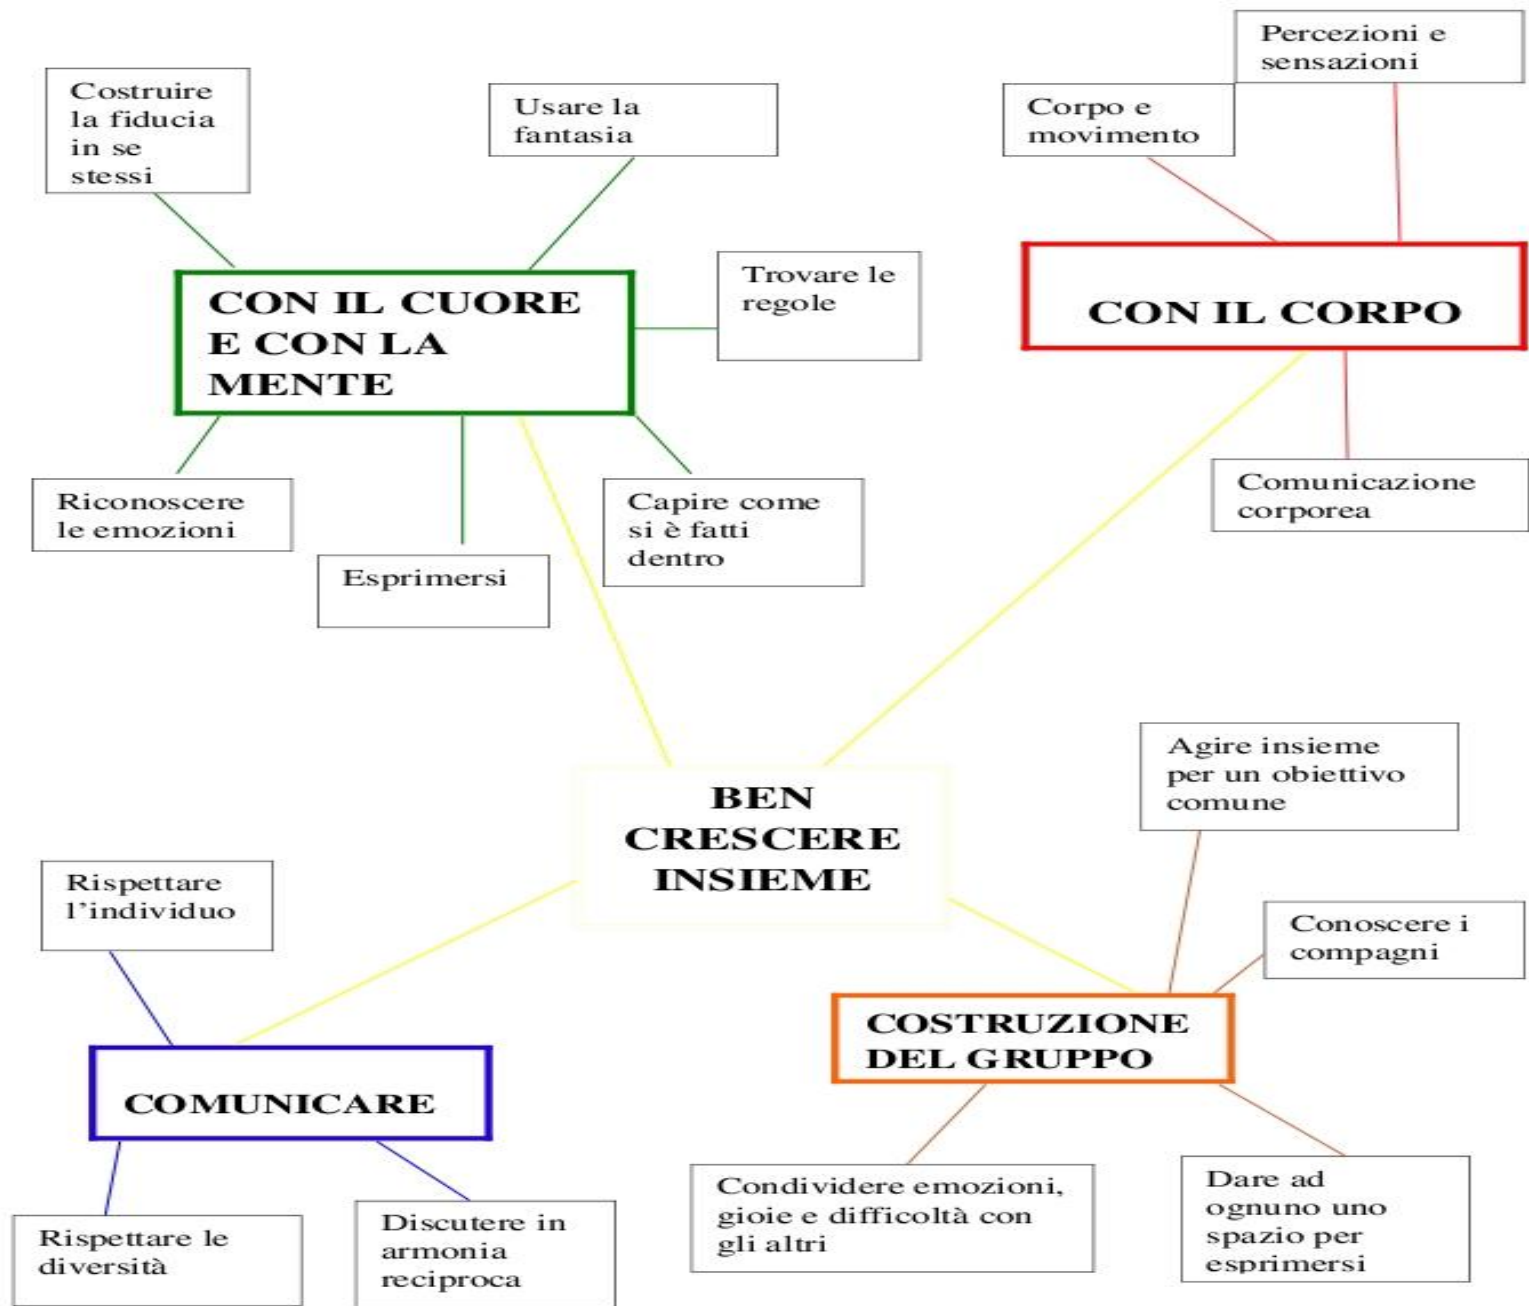 Percezioni e
sensazioni
Costruire
la fiducia
in se
stessi
Usare la
fantasia
Corpo e
movimento
Trovare le
regole
CON IL CUORE
E CON LA
MENTE
CON IL CORPO
Riconoscere
le emozioni
Esprimersi
Capire come
si è fatti
dentro
Comunicazione
corporea
BEN
CRESCERE
INSIEME
Agire insieme
per un obiettivo
comune
Rispettare
l’individuo
Conoscere i
compagni
COMUNICARE
COSTRUZIONE
DEL GRUPPO
Rispettare le
diversità
Discutere in
armonia
reciproca
Condividere emozioni,
gioie e difficoltà con
gli altri
Dare ad
ognuno uno
spazio per
esprimersi